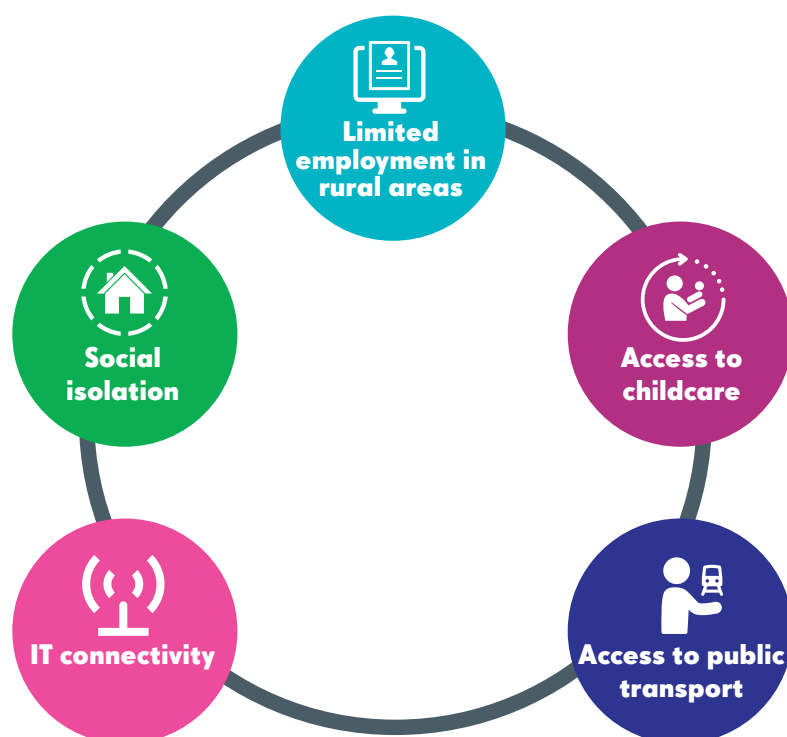 Limited
employment in
rural areas
Social
isolation
Access to
childcare
IT connectivity
Access to public
transport